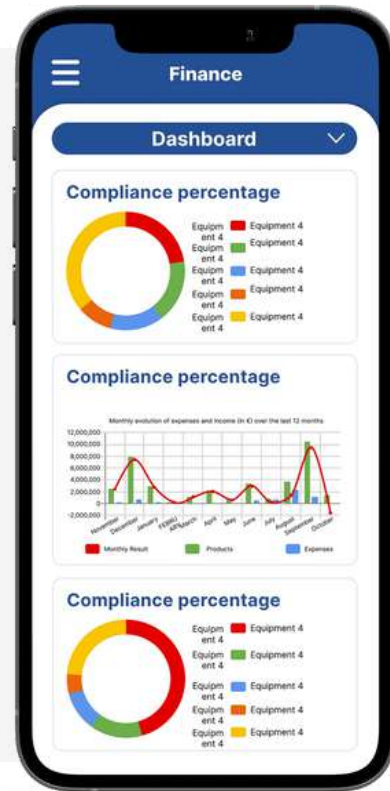 Finance
Dashboard
Compliance percentage
Equipm
ent 4
Equipment 4
Equipm
ent 4
Equipment 4
Equipm
ent 4
Equipment 4
Equipm
ent 4
Equipment 4
Equipm
ent 4
Equipment 4
Compliance percentage
Monthly evolution of expenses and Income (in €) over the last 12 months
12,000,000
10,000,000
8,000,000
6,000,000
4,000,000
2,000,000
0
-2,000,000
November
December
January
March
April
May
June
July
August
September
October
Monthly Result
Products
Expenses
Compliance percentage
Equipm
ent 4
Equipment 4
Equipm
ent 4
Equipment 4
Equipm
ent 4
Equipment 4
Equipm
ent 4
Equipment 4
Equipm
ent 4
Equipment 4